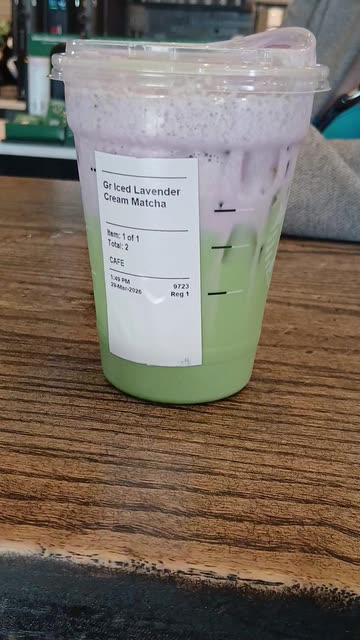 Gr Iced Lavender
Cream Matcha
Item: 1 of 1
Total: 2
CAFE
1:49 PM 9723
29-Mar-2026 Reg 1